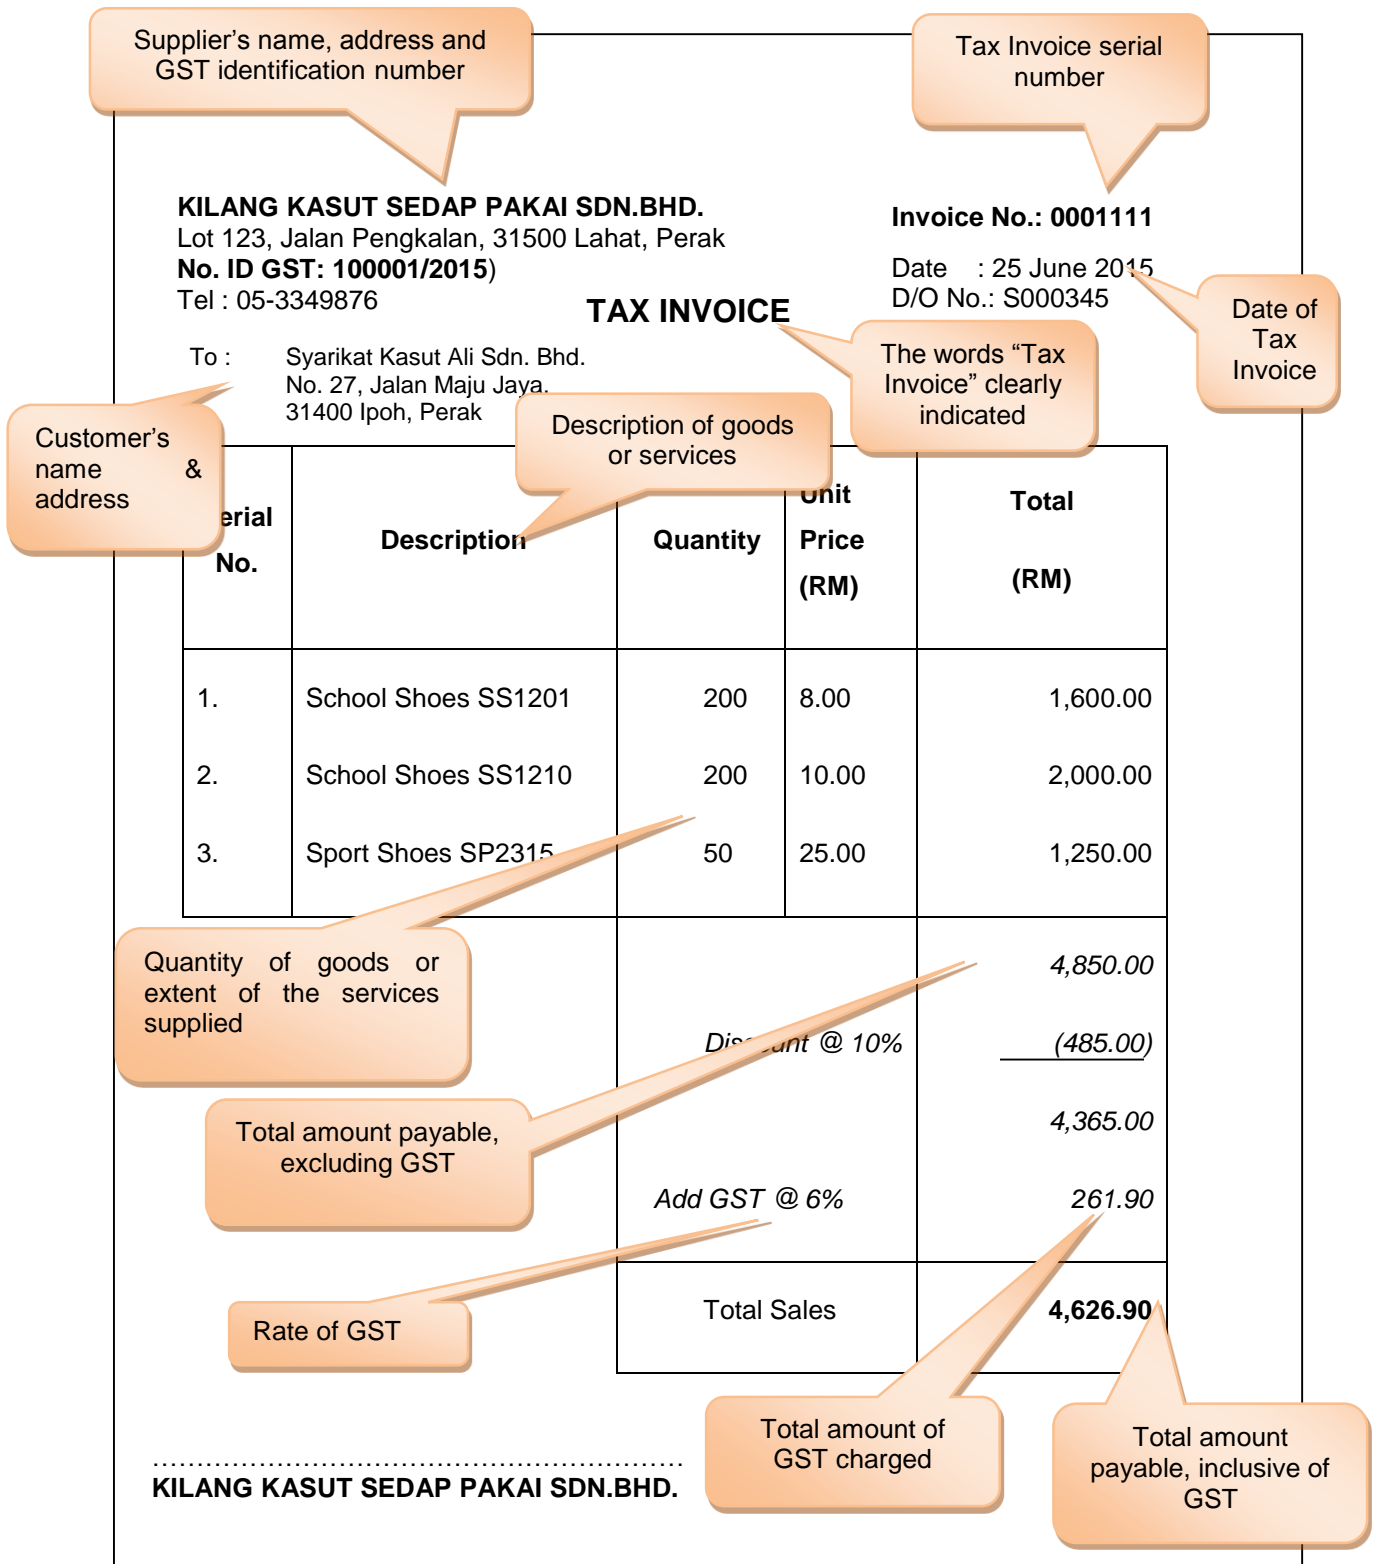 Supplier’s name, address and
GST identification number
Tax Invoice serial
number
KILANG KASUT SEDAP PAKAI SDN.BHD.
Lot 123, Jalan Pengkalan, 31500 Lahat, Perak
No. ID GST: 100001/2015)
Tel : 05-3349876
Invoice No.: 0001111
Date : 25 June 2015
D/O No.: S000345
TAX INVOICE
Date of
Tax
Invoice
The words “Tax
Invoice” clearly
indicated
To : Syarikat Kasut Ali Sdn. Bhd.
No. 27, Jalan Maju Jaya,
31400 Ipoh, Perak
Customer’s
name &
address
Description of goods
or services
erial
No.
Description
Quantity
Unit
Price
(RM)
Total
(RM)
1. School Shoes SS1201 200 8.00 1,600.00
2. School Shoes SS1210 200 10.00 2,000.00
3. Sport Shoes SP2315 50 25.00 1,250.00
Quantity of goods or
extent of the services
supplied
4,850.00
Discount @ 10% (485.00)
Total amount payable,
excluding GST
4,365.00
Add GST @ 6% 261.90
Rate of GST
Total Sales 4,626.90
Total amount of
GST charged
Total amount
payable, inclusive of
GST
............................................................
KILANG KASUT SEDAP PAKAI SDN.BHD.